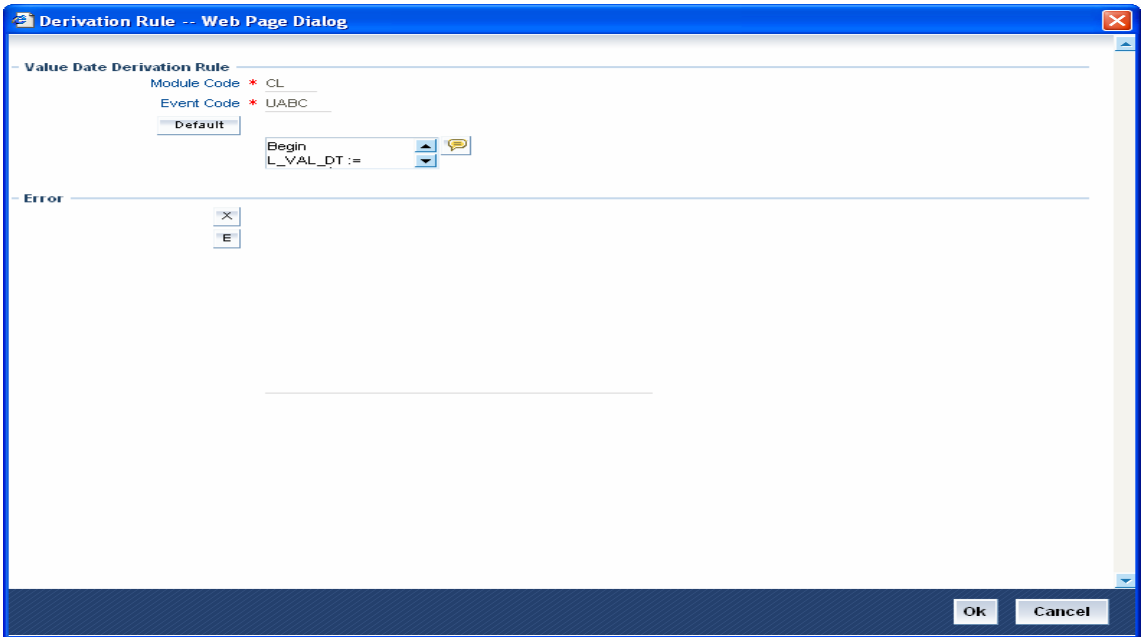 Derivation Rule -- Web Page Dialog
Value Date Derivation Rule
Module Code * CL
Event Code * UABC
Default
Begin
L_VAL_DT :=
Error
X
E
Ok
Cancel